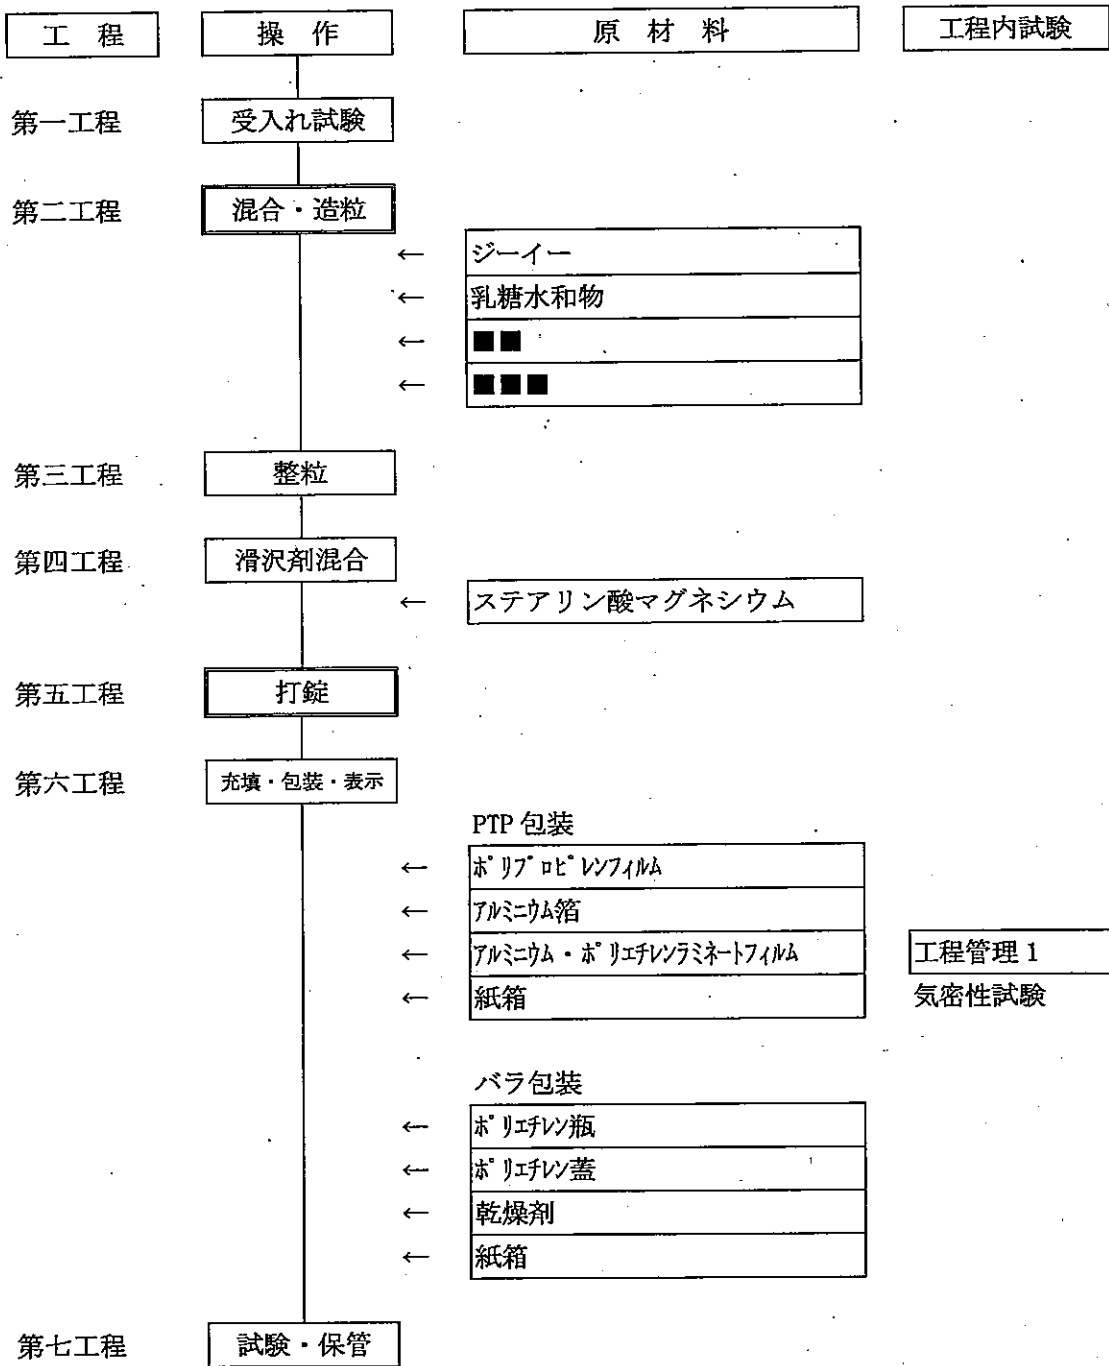 工程 操作 原材料 工程内試験
第一工程 受入れ試験
第二工程 混合・造粒
← ジーイー
← 乳糖水和物
← ■■
← ■■■
第三工程 整粒
第四工程 滑沢剤混合
← ステアリン酸マグネシウム
第五工程 打錠
第六工程 充填・包装・表示
PTP 包装
← ポリプロピレンフィルム
← アルミニウム箔
← アルミニウム・ポリエチレンラミネートフィルム 工程管理 1
← 紙箱 気密性試験
バラ包装
← ポリエチレン瓶
← ポリエチレン蓋
← 乾燥剤
← 紙箱
第七工程 試験・保管